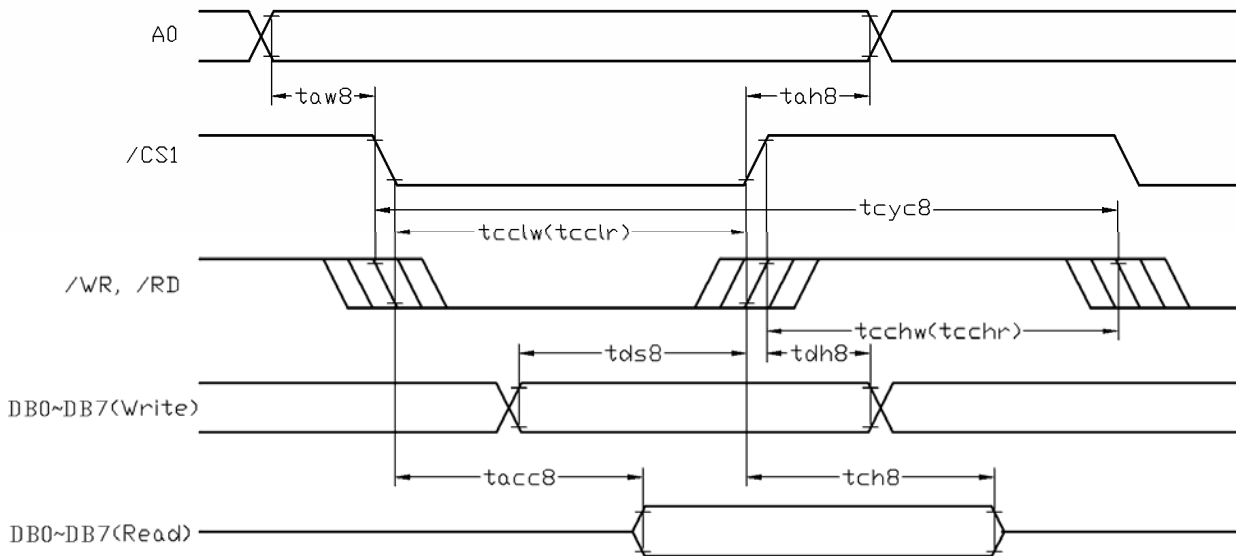 A0
taw8
tah8
/CS1
tcyc8
tcclw(tcclr)
/WR, /RD
tcchw(tcchr)
tds8
tdh8
DB0~DB7(Write)
tacc8
tch8
DB0~DB7(Read)